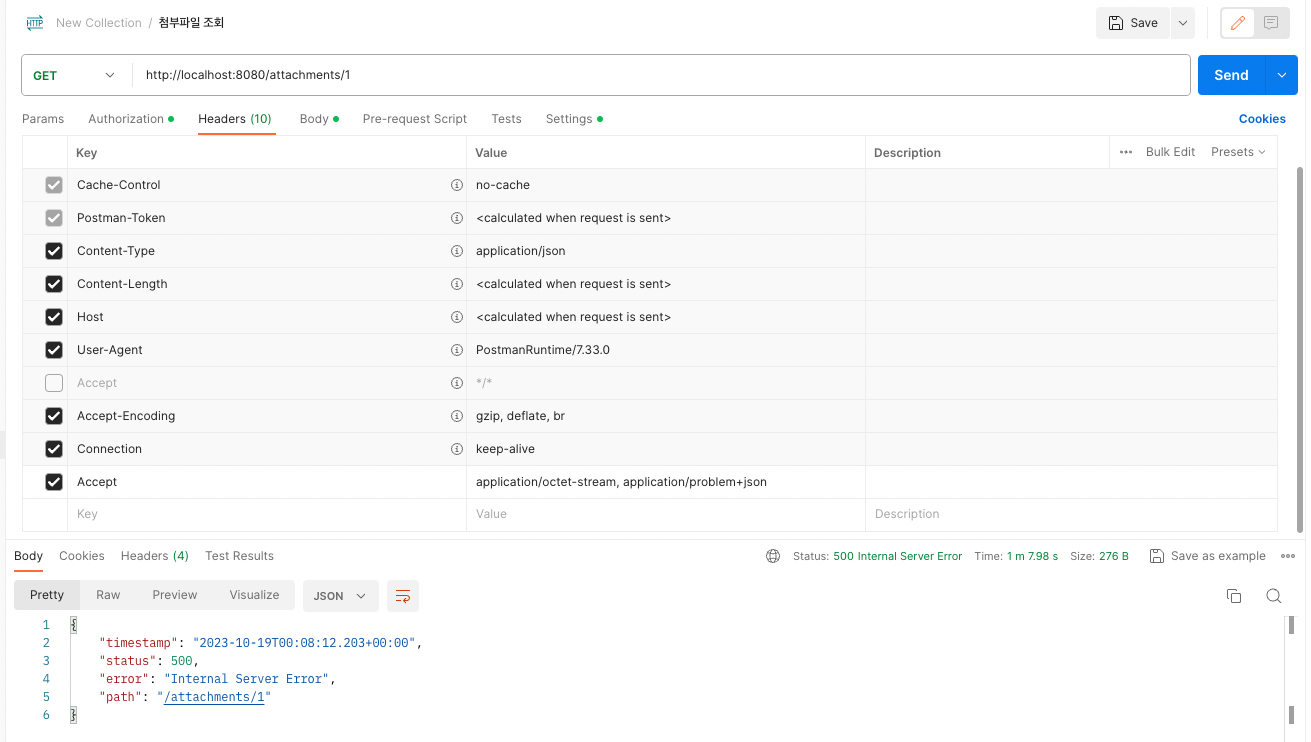 HTTP New Collection / 첨부파일 조회 Save
GET http://localhost:8080/attachments/1 Send
Params Authorization Headers (10) Body Pre-request Script Tests Settings Cookies
Key Value Description Bulk Edit Presets
Cache-Control no-cache
Postman-Token <calculated when request is sent>
Content-Type application/json
Content-Length <calculated when request is sent>
Host <calculated when request is sent>
User-Agent PostmanRuntime/7.33.0
Accept */*
Accept-Encoding gzip, deflate, br
Connection keep-alive
Accept application/octet-stream, application/problem+json
Key Value Description
Body Cookies Headers (4) Test Results Status: 500 Internal Server Error Time: 1 m 7.98 s Size: 276 B Save as example
Pretty Raw Preview Visualize JSON
1 {
2 "timestamp": "2023-10-19T00:08:12.203+00:00",
3 "status": 500,
4 "error": "Internal Server Error",
5 "path": "/attachments/1"
6 }